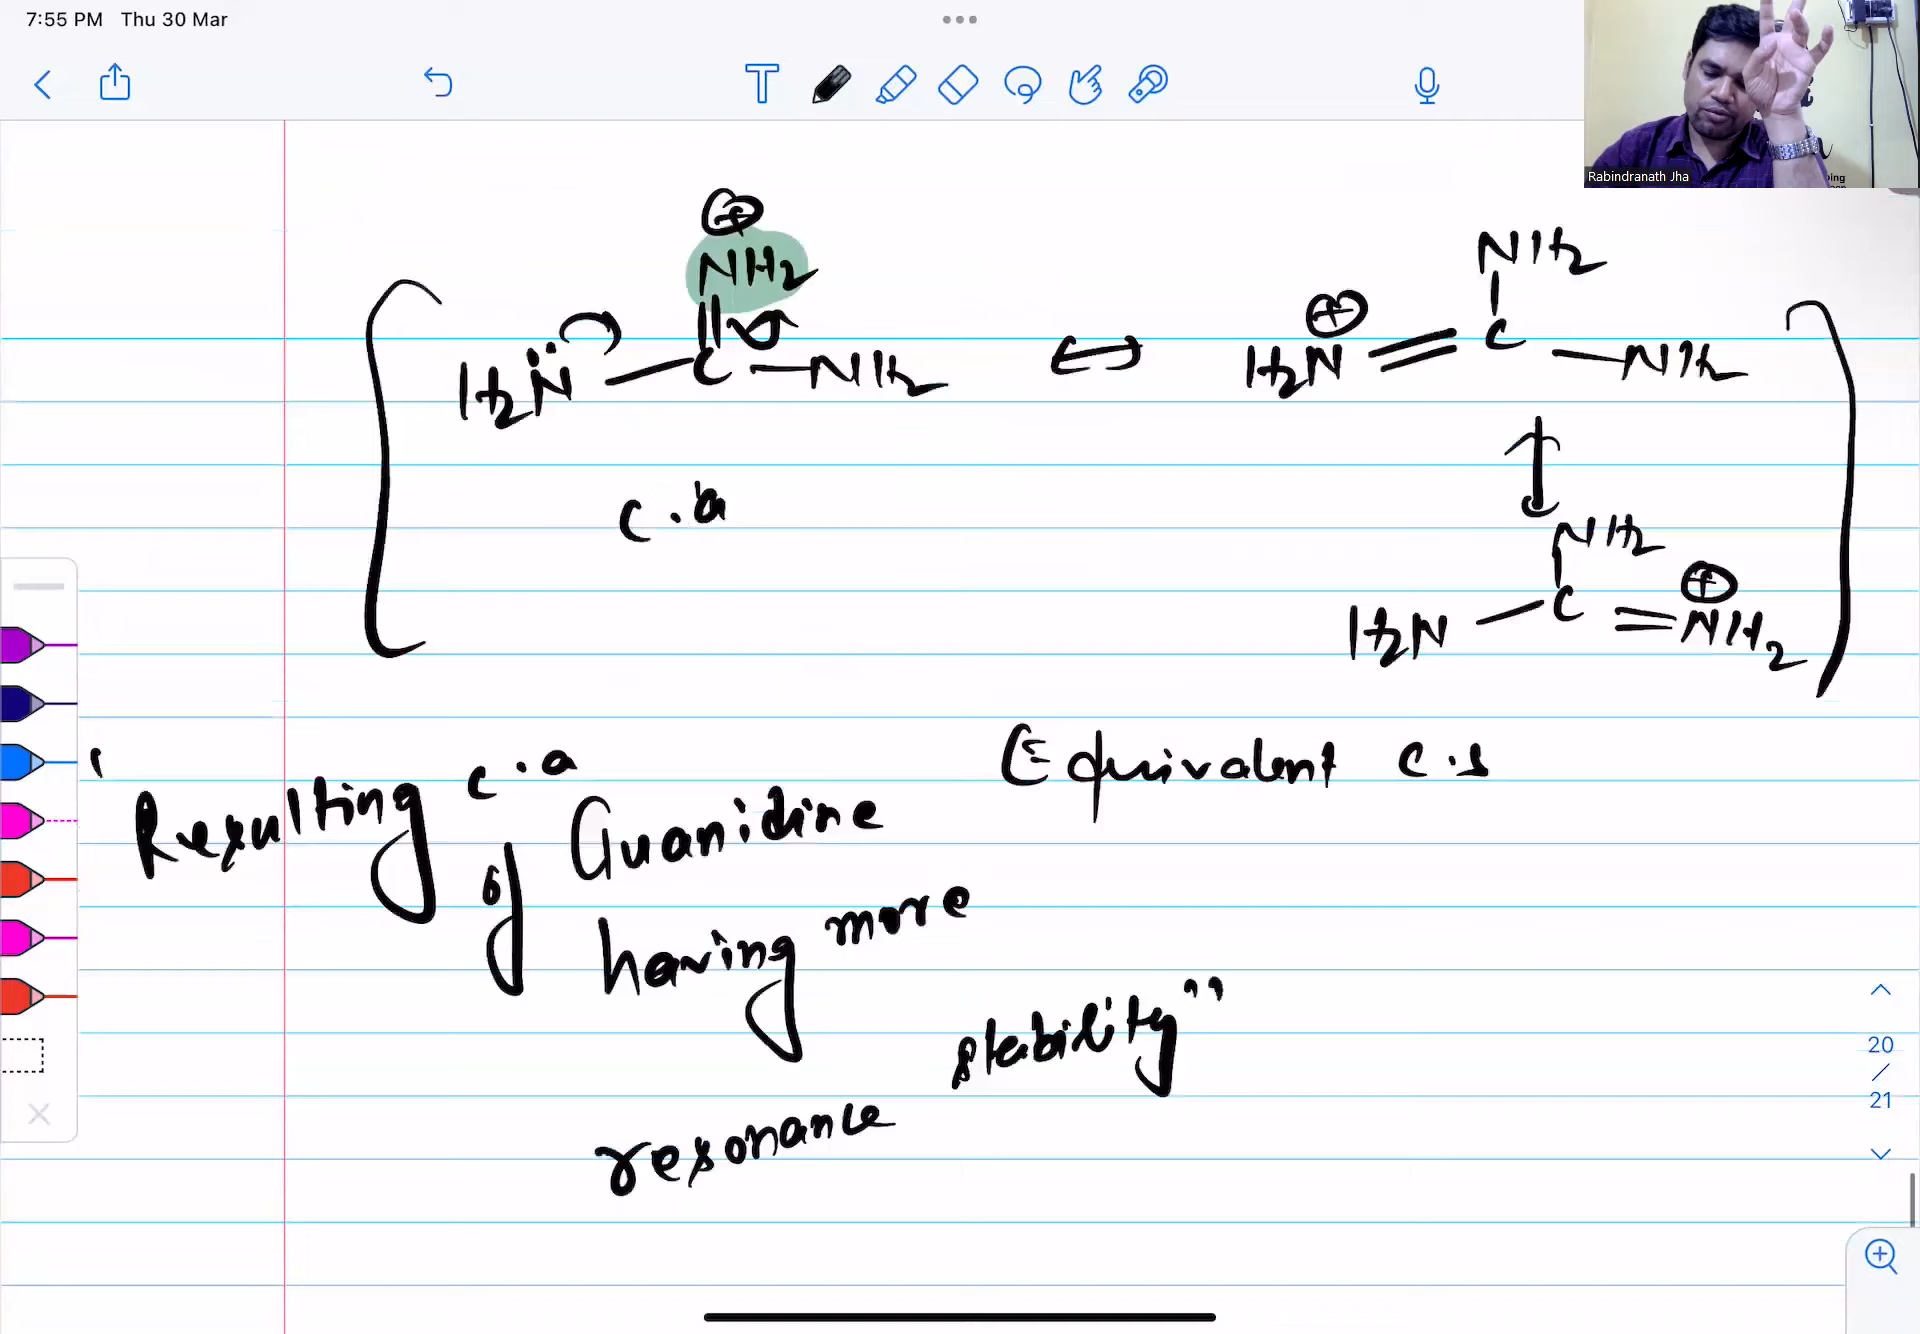 7:55 PM Thu 30 Mar
Rabindranath Jha
⊕
NH2
H2N̈ — C — NH2 ↔ H2N = C — NH2
⊕
NH2
c.a
NH2
H2N — C = NH2
⊕
Equivalent c.s
"Resulting c.a
of Guanidine
having more
resonance stability"
20
/
21